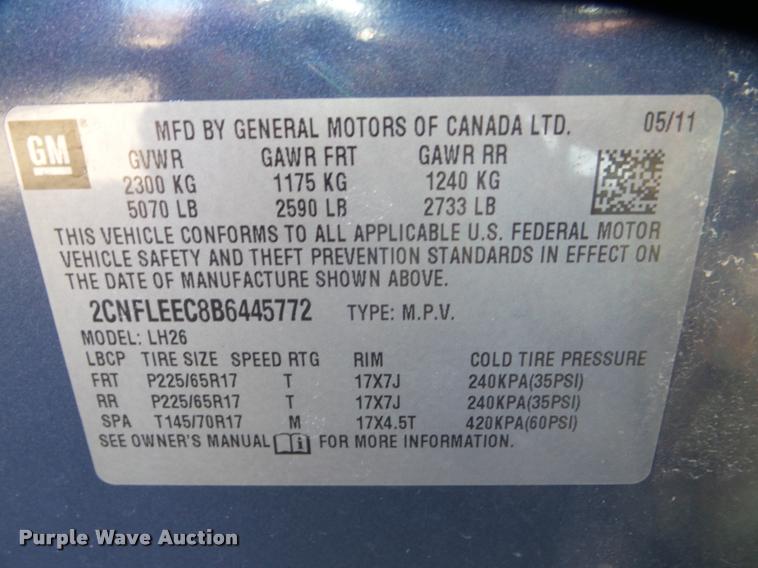 GM
MFD BY GENERAL MOTORS OF CANADA LTD. 05/11
GVWR GAWR FRT GAWR RR
2300 KG 1175 KG 1240 KG
5070 LB 2590 LB 2733 LB
THIS VEHICLE CONFORMS TO ALL APPLICABLE U.S. FEDERAL MOTOR
VEHICLE SAFETY AND THEFT PREVENTION STANDARDS IN EFFECT ON
THE DATE OF MANUFACTURE SHOWN ABOVE.
2CNFLEEC8B6445772 TYPE: M.P.V.
MODEL: LH26
LBCP TIRE SIZE SPEED RTG RIM COLD TIRE PRESSURE
FRT P225/65R17 T 17X7J 240KPA(35PSI)
RR P225/65R17 T 17X7J 240KPA(35PSI)
SPA T145/70R17 M 17X4.5T 420KPA(60PSI)
SEE OWNER'S MANUAL i FOR MORE INFORMATION.
Purple Wave Auction